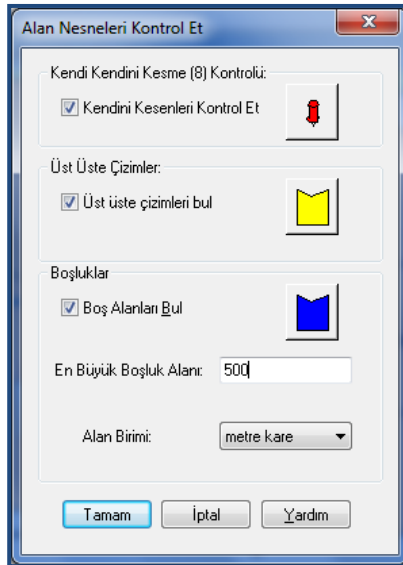 Alan Nesneleri Kontrol Et
Kendi Kendini Kesme (8) Kontrolü:
Kendini Kesenleri Kontrol Et
Üst Üste Çizimler:
Üst üste çizimleri bul
Boşluklar
Boş Alanları Bul
En Büyük Boşluk Alanı: 500
Alan Birimi: metre kare
Tamam İptal Yardım